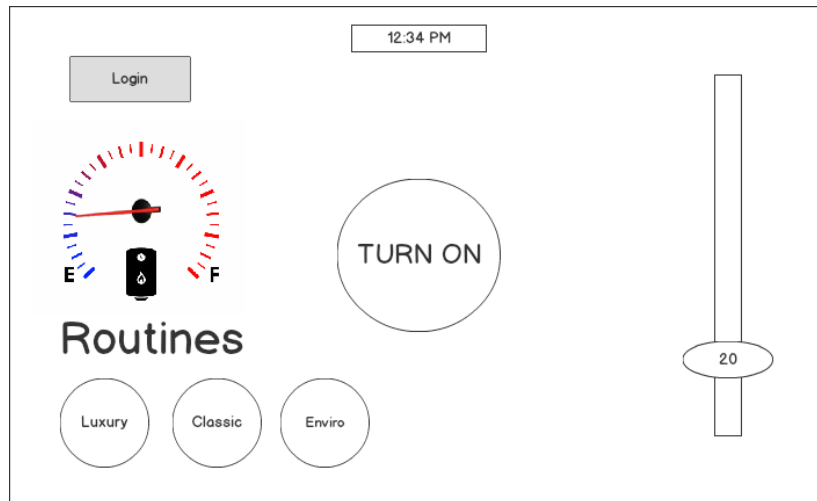 12:34 PM
Login
E
F
TURN ON
Routines
20
Luxury
Classic
Enviro